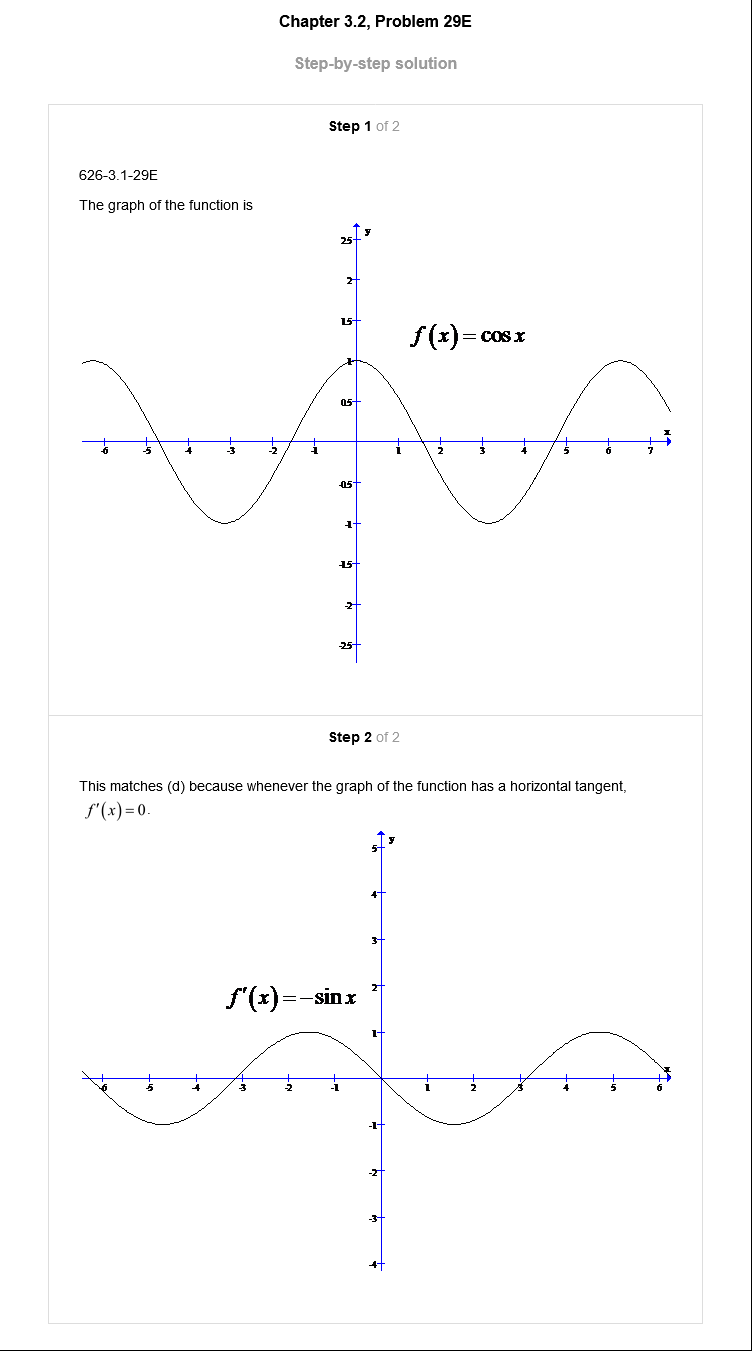 Chapter 3.2, Problem 29E
Step-by-step solution
Step 1 of 2
626-3.1-29E
The graph of the function is
y
2.5
2
1.5
f(x) = cos x
1
0.5
x
-6 -5 -4 -3 -2 -1 1 2 3 4 5 6 7
-0.5
-1
-1.5
-2
-2.5
Step 2 of 2
This matches (d) because whenever the graph of the function has a horizontal tangent,
f′(x) = 0.
y
5
4
3
2
f′(x) = −sin x
1
x
-6 -5 -4 -3 -2 -1 1 2 3 4 5 6
-1
-2
-3
-4